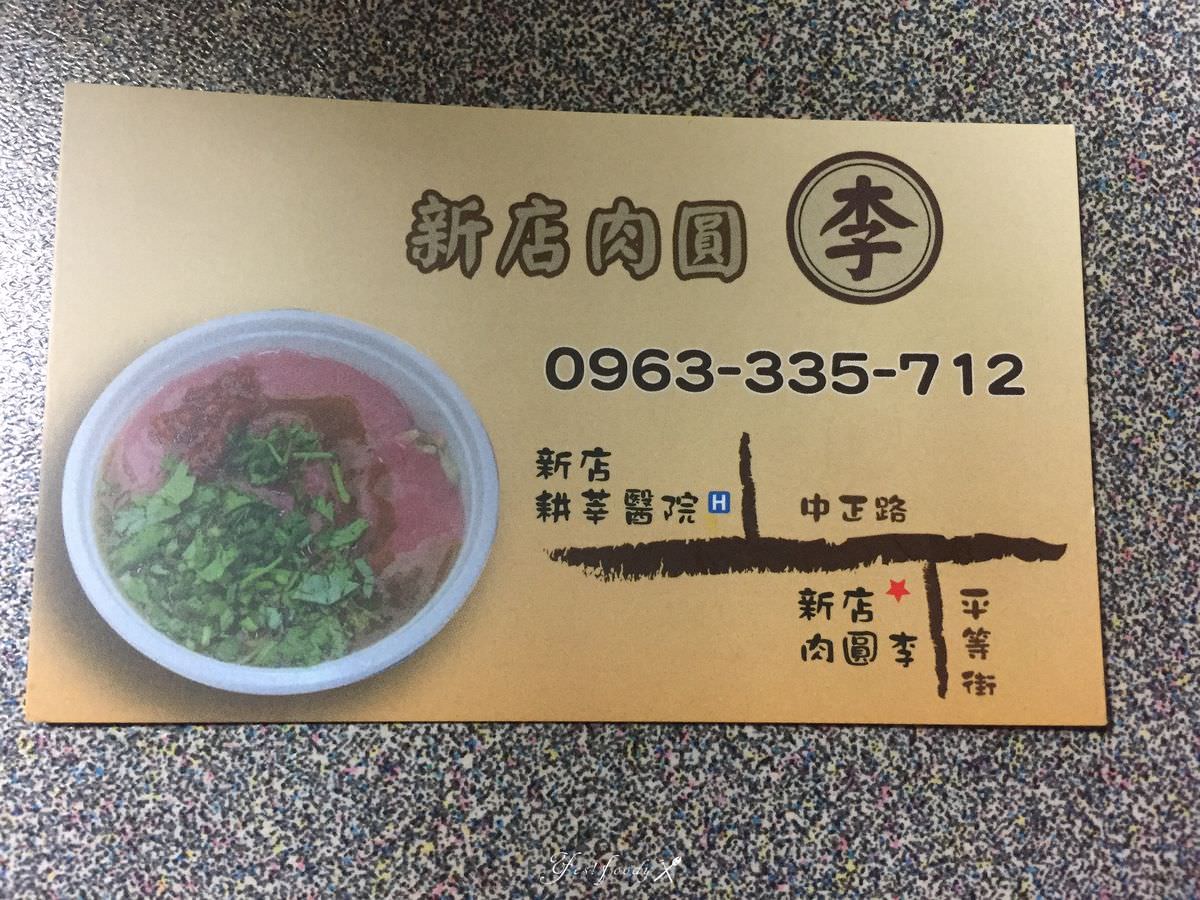 新店肉圓 李
0963-335-712
新店
耕莘醫院 H
中正路
新店
肉圓李
平等街